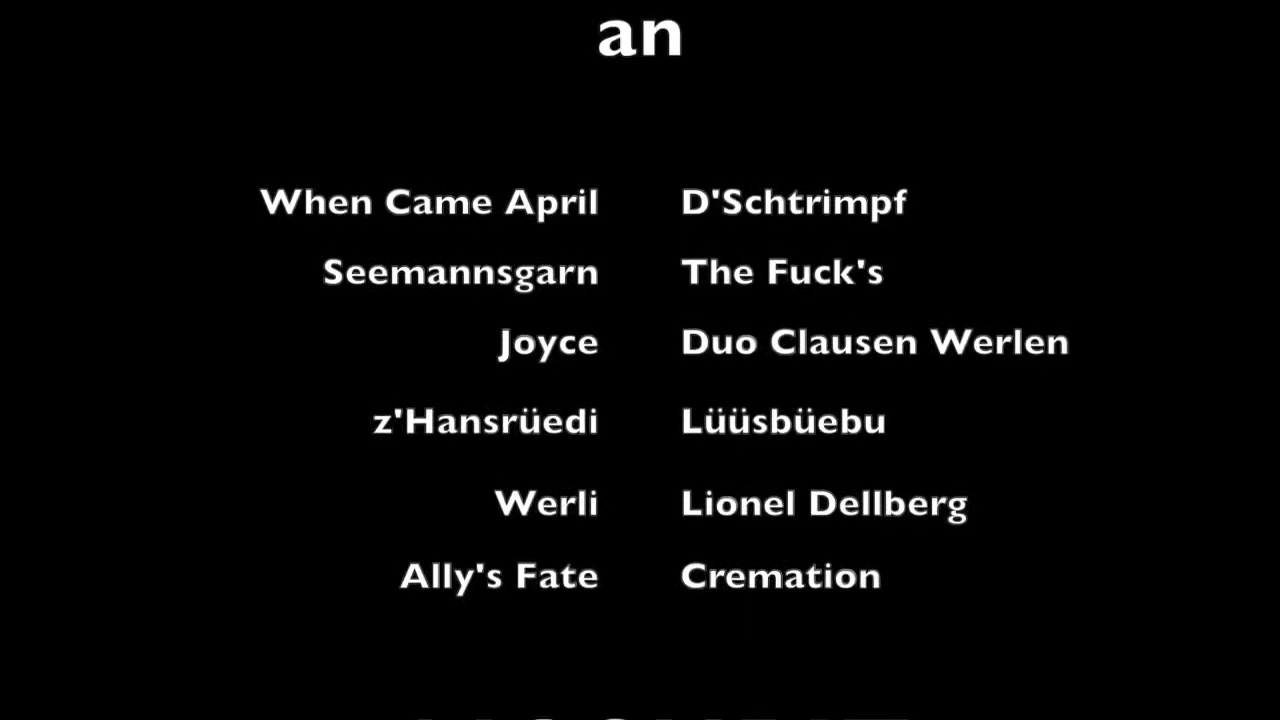 an
When Came April D'Schtrimpf
Seemannsgarn The Fuck's
Joyce Duo Clausen Werlen
z'Hansrüedi Lüüsbüebu
Werli Lionel Dellberg
Ally's Fate Cremation